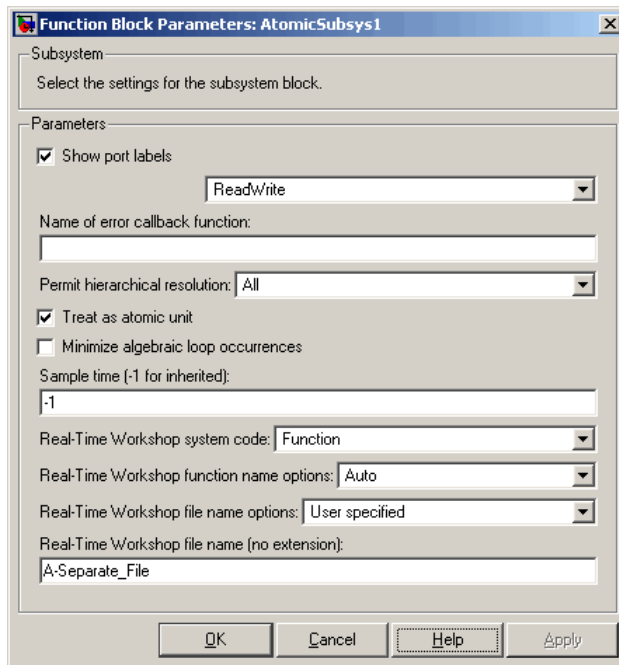 Function Block Parameters: AtomicSubsys1
Subsystem
Select the settings for the subsystem block.
Parameters
Show port labels
ReadWrite
Name of error callback function:
Permit hierarchical resolution: All
Treat as atomic unit
Minimize algebraic loop occurrences
Sample time (-1 for inherited):
-1
Real-Time Workshop system code: Function
Real-Time Workshop function name options: Auto
Real-Time Workshop file name options: User specified
Real-Time Workshop file name (no extension):
A-Separate_File
OK Cancel Help Apply